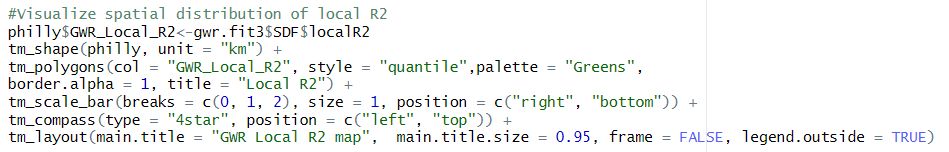 #Visualize spatial distribution of local R2
philly$GWR_Local_R2<-gwr.fit3$SDF$localR2
tm_shape(philly, unit = "km") +
tm_polygons(col = "GWR_Local_R2", style = "quantile",palette = "Greens",
border.alpha = 1, title = "Local R2") +
tm_scale_bar(breaks = c(0, 1, 2), size = 1, position = c("right", "bottom")) +
tm_compass(type = "4star", position = c("left", "top")) +
tm_layout(main.title = "GWR Local R2 map",  main.title.size = 0.95, frame = FALSE, legend.outside = TRUE)